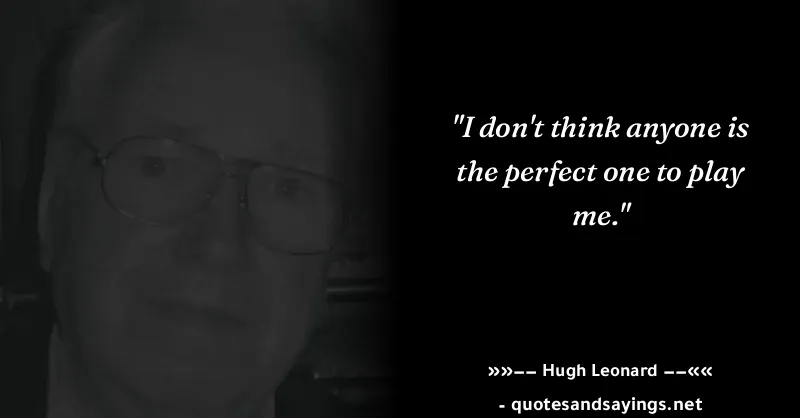 "I don't think anyone is
the perfect one to play
me."
»»−− Hugh Leonard −−««
- quotesandsayings.net